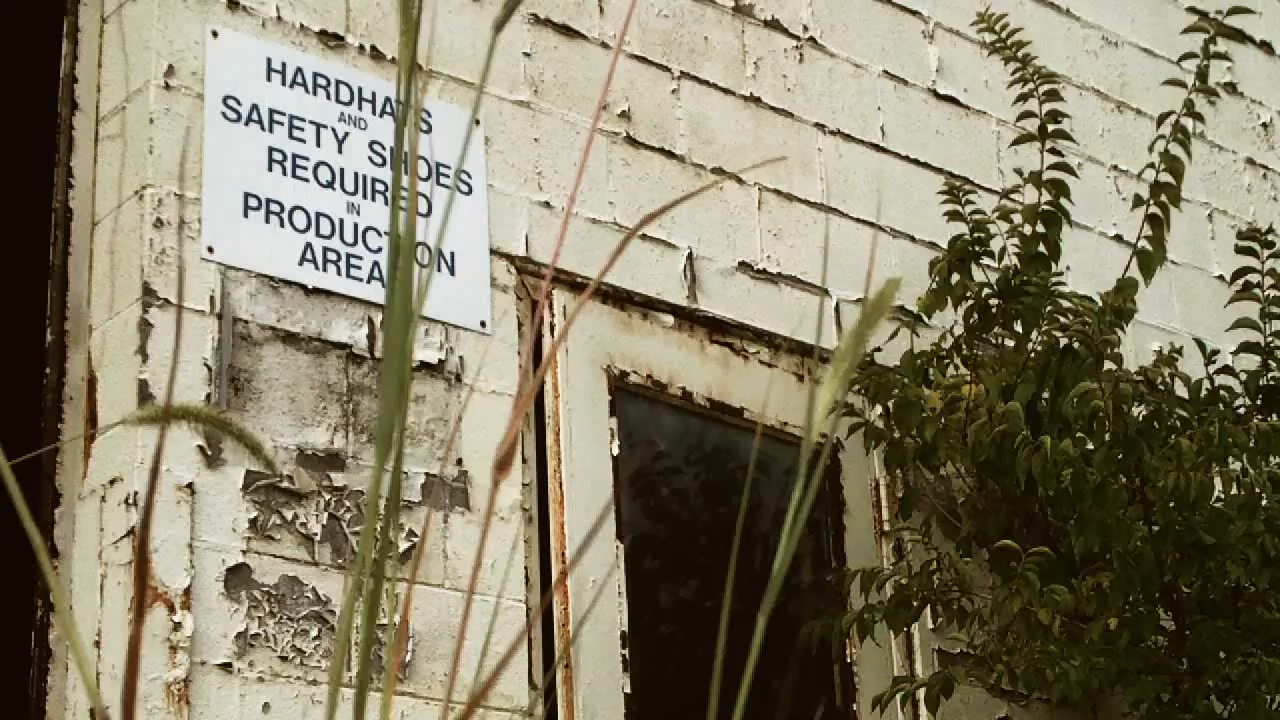 HARDHATS
AND
SAFETY SHOES
REQUIRED
IN
PRODUCTION
AREA